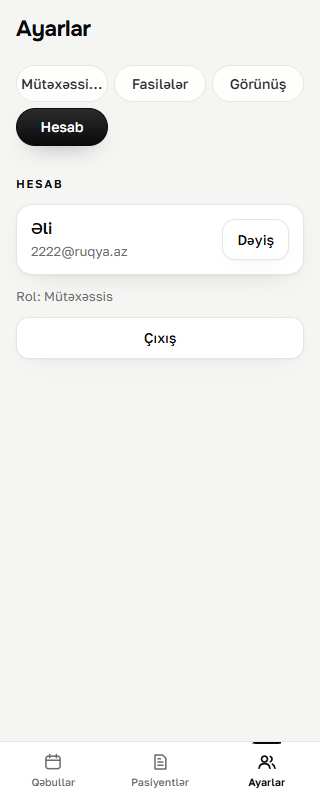 Ayarlar
Mütəxəssi...
Fasilələr
Görünüş
Hesab
HESAB
Əli
2222@ruqya.az
Dəyiş
Rol: Mütəxəssis
Çıxış
Qəbullar
Pasiyentlər
Ayarlar